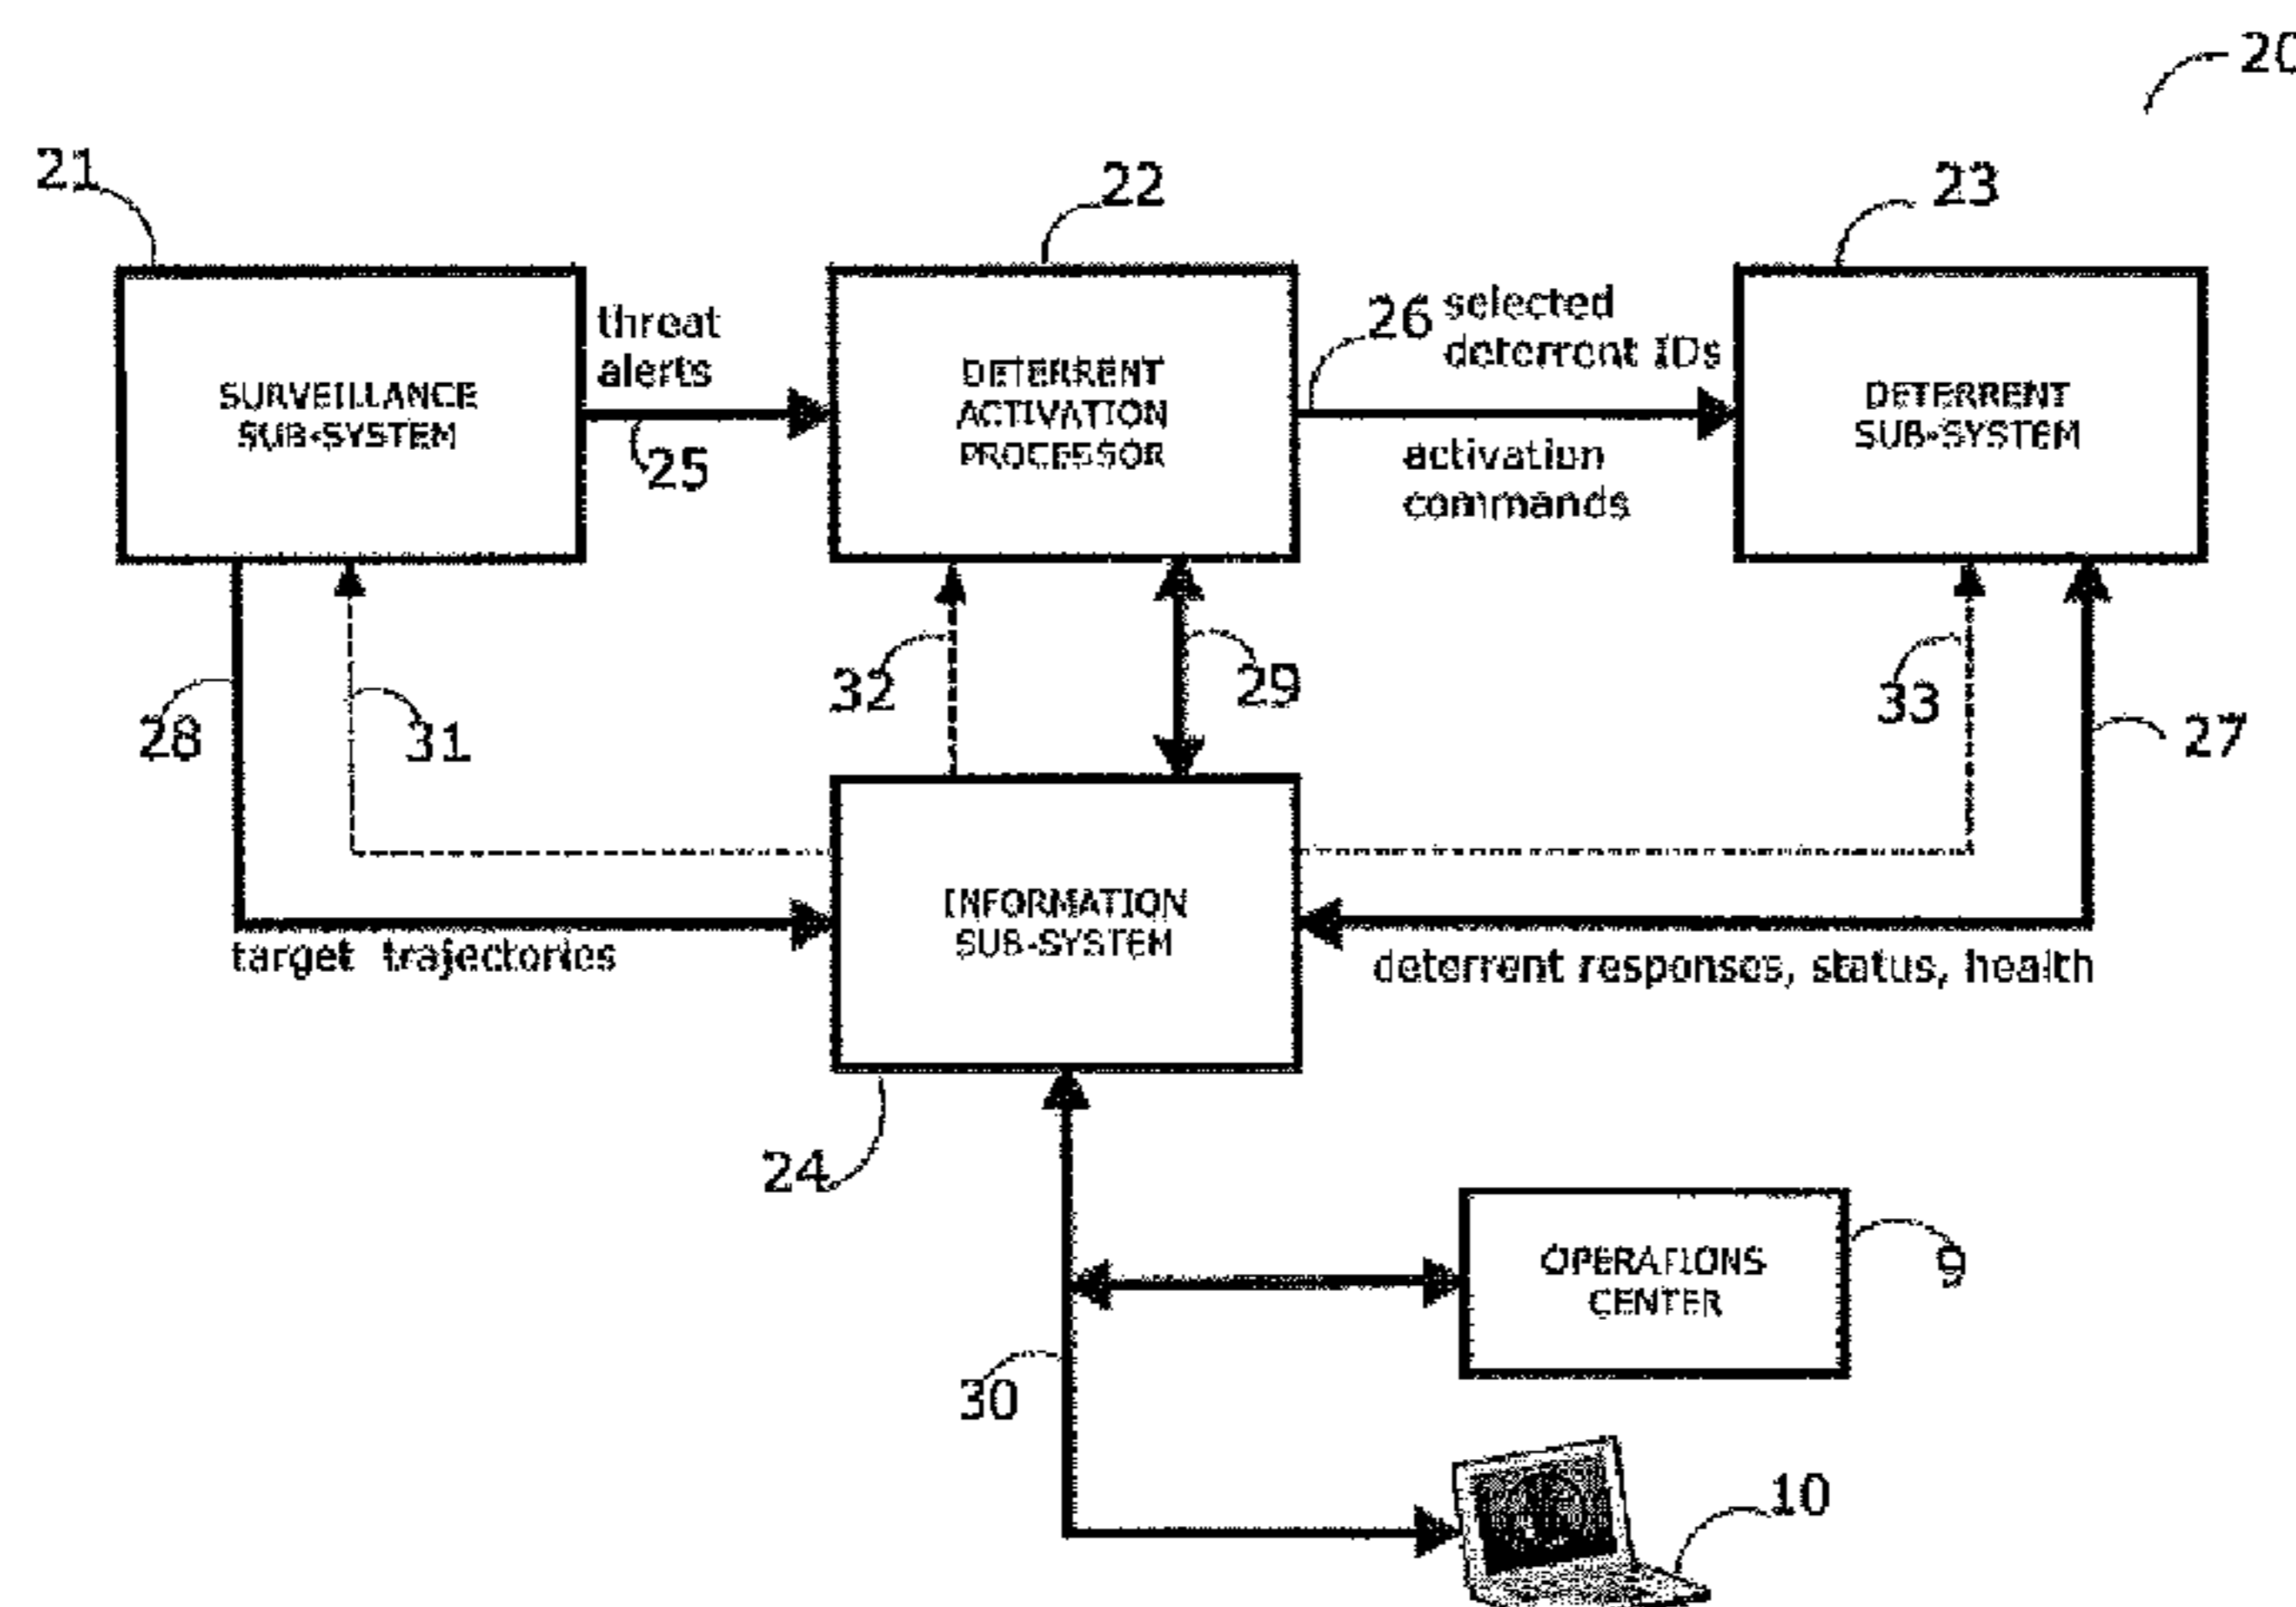 20
21
22
23
threat
alerts
25
26
selected
deterrent IDs
activation
commands
SURVEILLANCE
SUB-SYSTEM
DETERRENT
ACTIVATION
PROCESSOR
DETERRENT
SUB-SYSTEM
28
31
32
29
33
27
target trajectories
INFORMATION
SUB-SYSTEM
deterrent responses, status, health
24
30
OPERATIONS
CENTER
9
10